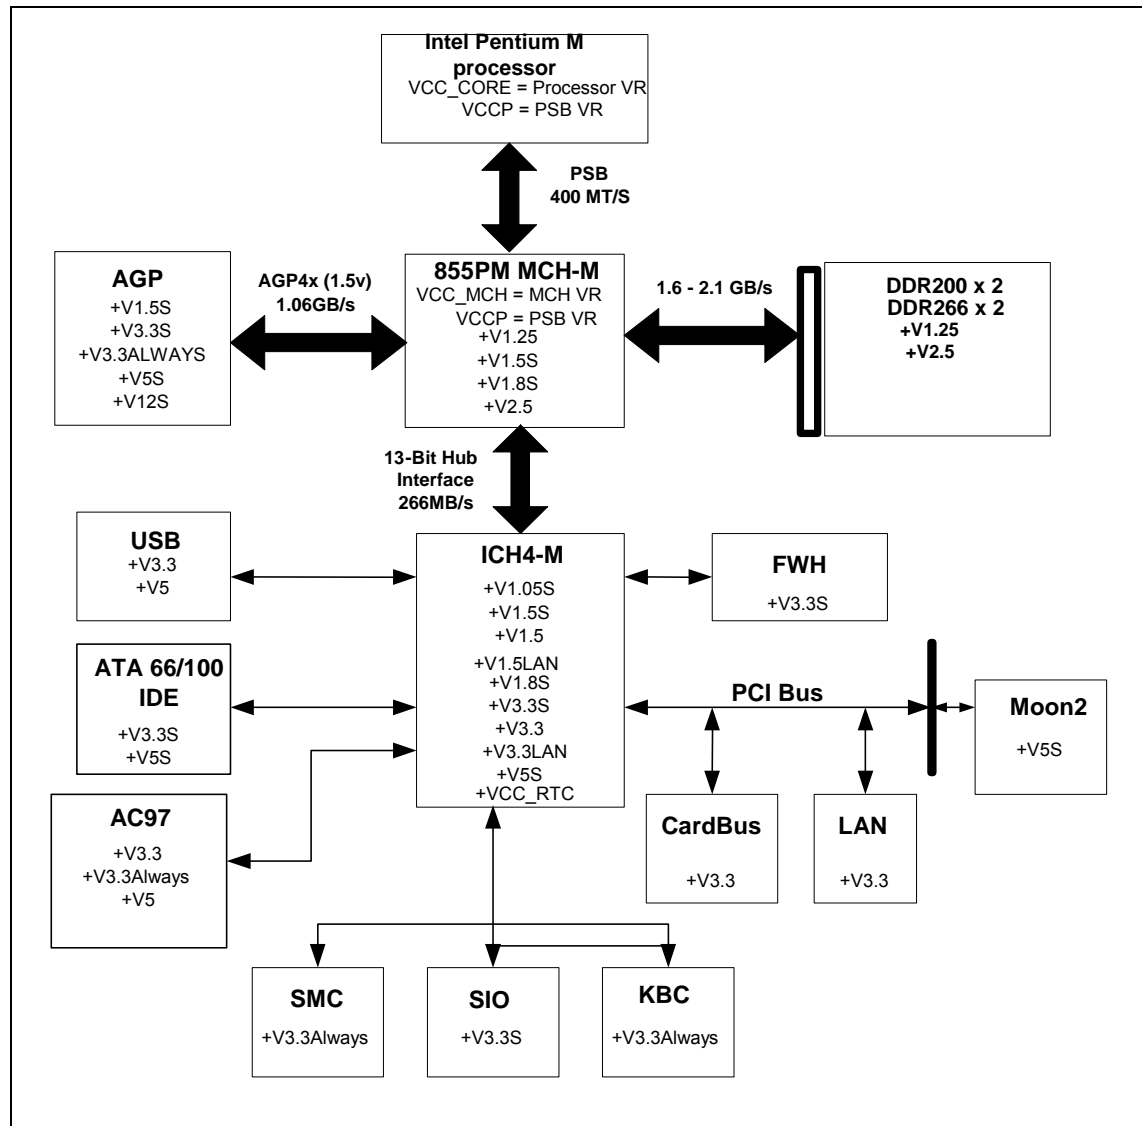 Intel Pentium M
processor
VCC_CORE = Processor VR
VCCP = PSB VR
PSB
400 MT/S
AGP
+V1.5S
+V3.3S
+V3.3ALWAYS
+V5S
+V12S
AGP4x (1.5v)
1.06GB/s
855PM MCH-M
VCC_MCH = MCH VR
VCCP = PSB VR
+V1.25
+V1.5S
+V1.8S
+V2.5
1.6 - 2.1 GB/s
DDR200 x 2
DDR266 x 2
+V1.25
+V2.5
13-Bit Hub
Interface
266MB/s
USB
+V3.3
+V5
ICH4-M
+V1.05S
+V1.5S
+V1.5
+V1.5LAN
+V1.8S
+V3.3S
+V3.3
+V3.3LAN
+V5S
+VCC_RTC
FWH
+V3.3S
ATA 66/100
IDE
+V3.3S
+V5S
PCI Bus
Moon2
+V5S
AC97
+V3.3
+V3.3Always
+V5
CardBus
+V3.3
LAN
+V3.3
SMC
+V3.3Always
SIO
+V3.3S
KBC
+V3.3Always